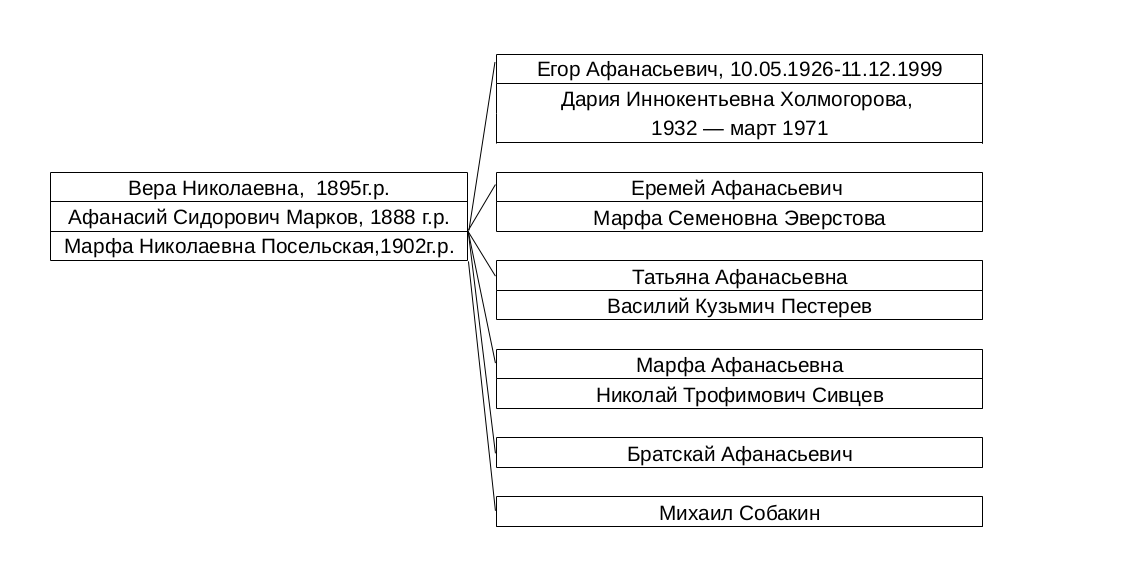 Вера Николаевна, 1895г.р.
Афанасий Сидорович Марков, 1888 г.р.
Марфа Николаевна Посельская,1902г.р.
Егор Афанасьевич, 10.05.1926-11.12.1999
Дария Иннокентьевна Холмогорова,
1932 — март 1971
Еремей Афанасьевич
Марфа Семеновна Эверстова
Татьяна Афанасьевна
Василий Кузьмич Пестерев
Марфа Афанасьевна
Николай Трофимович Сивцев
Братскай Афанасьевич
Михаил Собакин